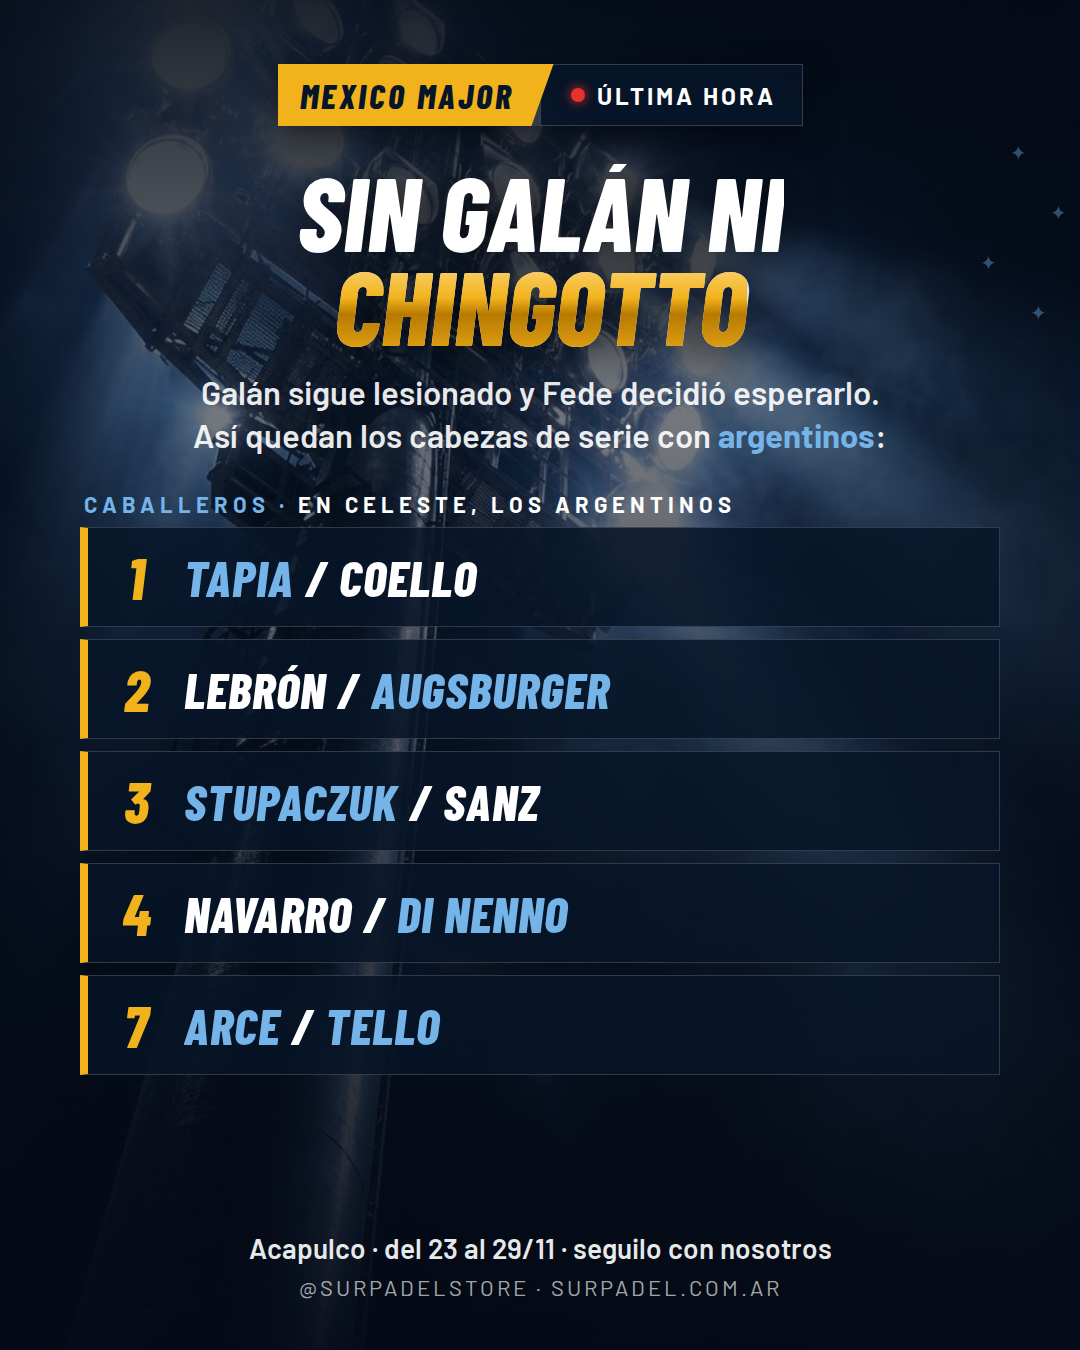 MEXICO MAJOR
ÚLTIMA HORA
SIN GALÁN NI
CHINGOTTO
Galán sigue lesionado y Fede decidió esperarlo.
Así quedan los cabezas de serie con argentinos:
CABALLEROS · EN CELESTE, LOS ARGENTINOS
1 TAPIA / COELLO
2 LEBRÓN / AUGSBURGER
3 STUPACZUK / SANZ
4 NAVARRO / DI NENNO
7 ARCE / TELLO
Acapulco · del 23 al 29/11 · seguilo con nosotros
@SURPADELSTORE · SURPADEL.COM.AR